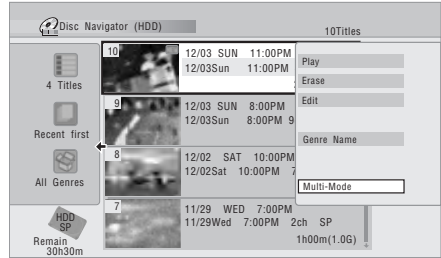 Disc Navigator (HDD)
10Titles
4 Titles
Recent first
All Genres
HDD
SP
Remain
30h30m
10
12/03 SUN 11:00PM
12/03Sun 11:00PM
9
12/03 SUN 8:00PM
12/03Sun 8:00PM 9
8
12/02 SAT 10:00PM
12/02Sat 10:00PM 7
7
11/29 WED 7:00PM
11/29Wed 7:00PM 2ch SP
1h00m(1.0G)
Play
Erase
Edit
Genre Name
Multi-Mode